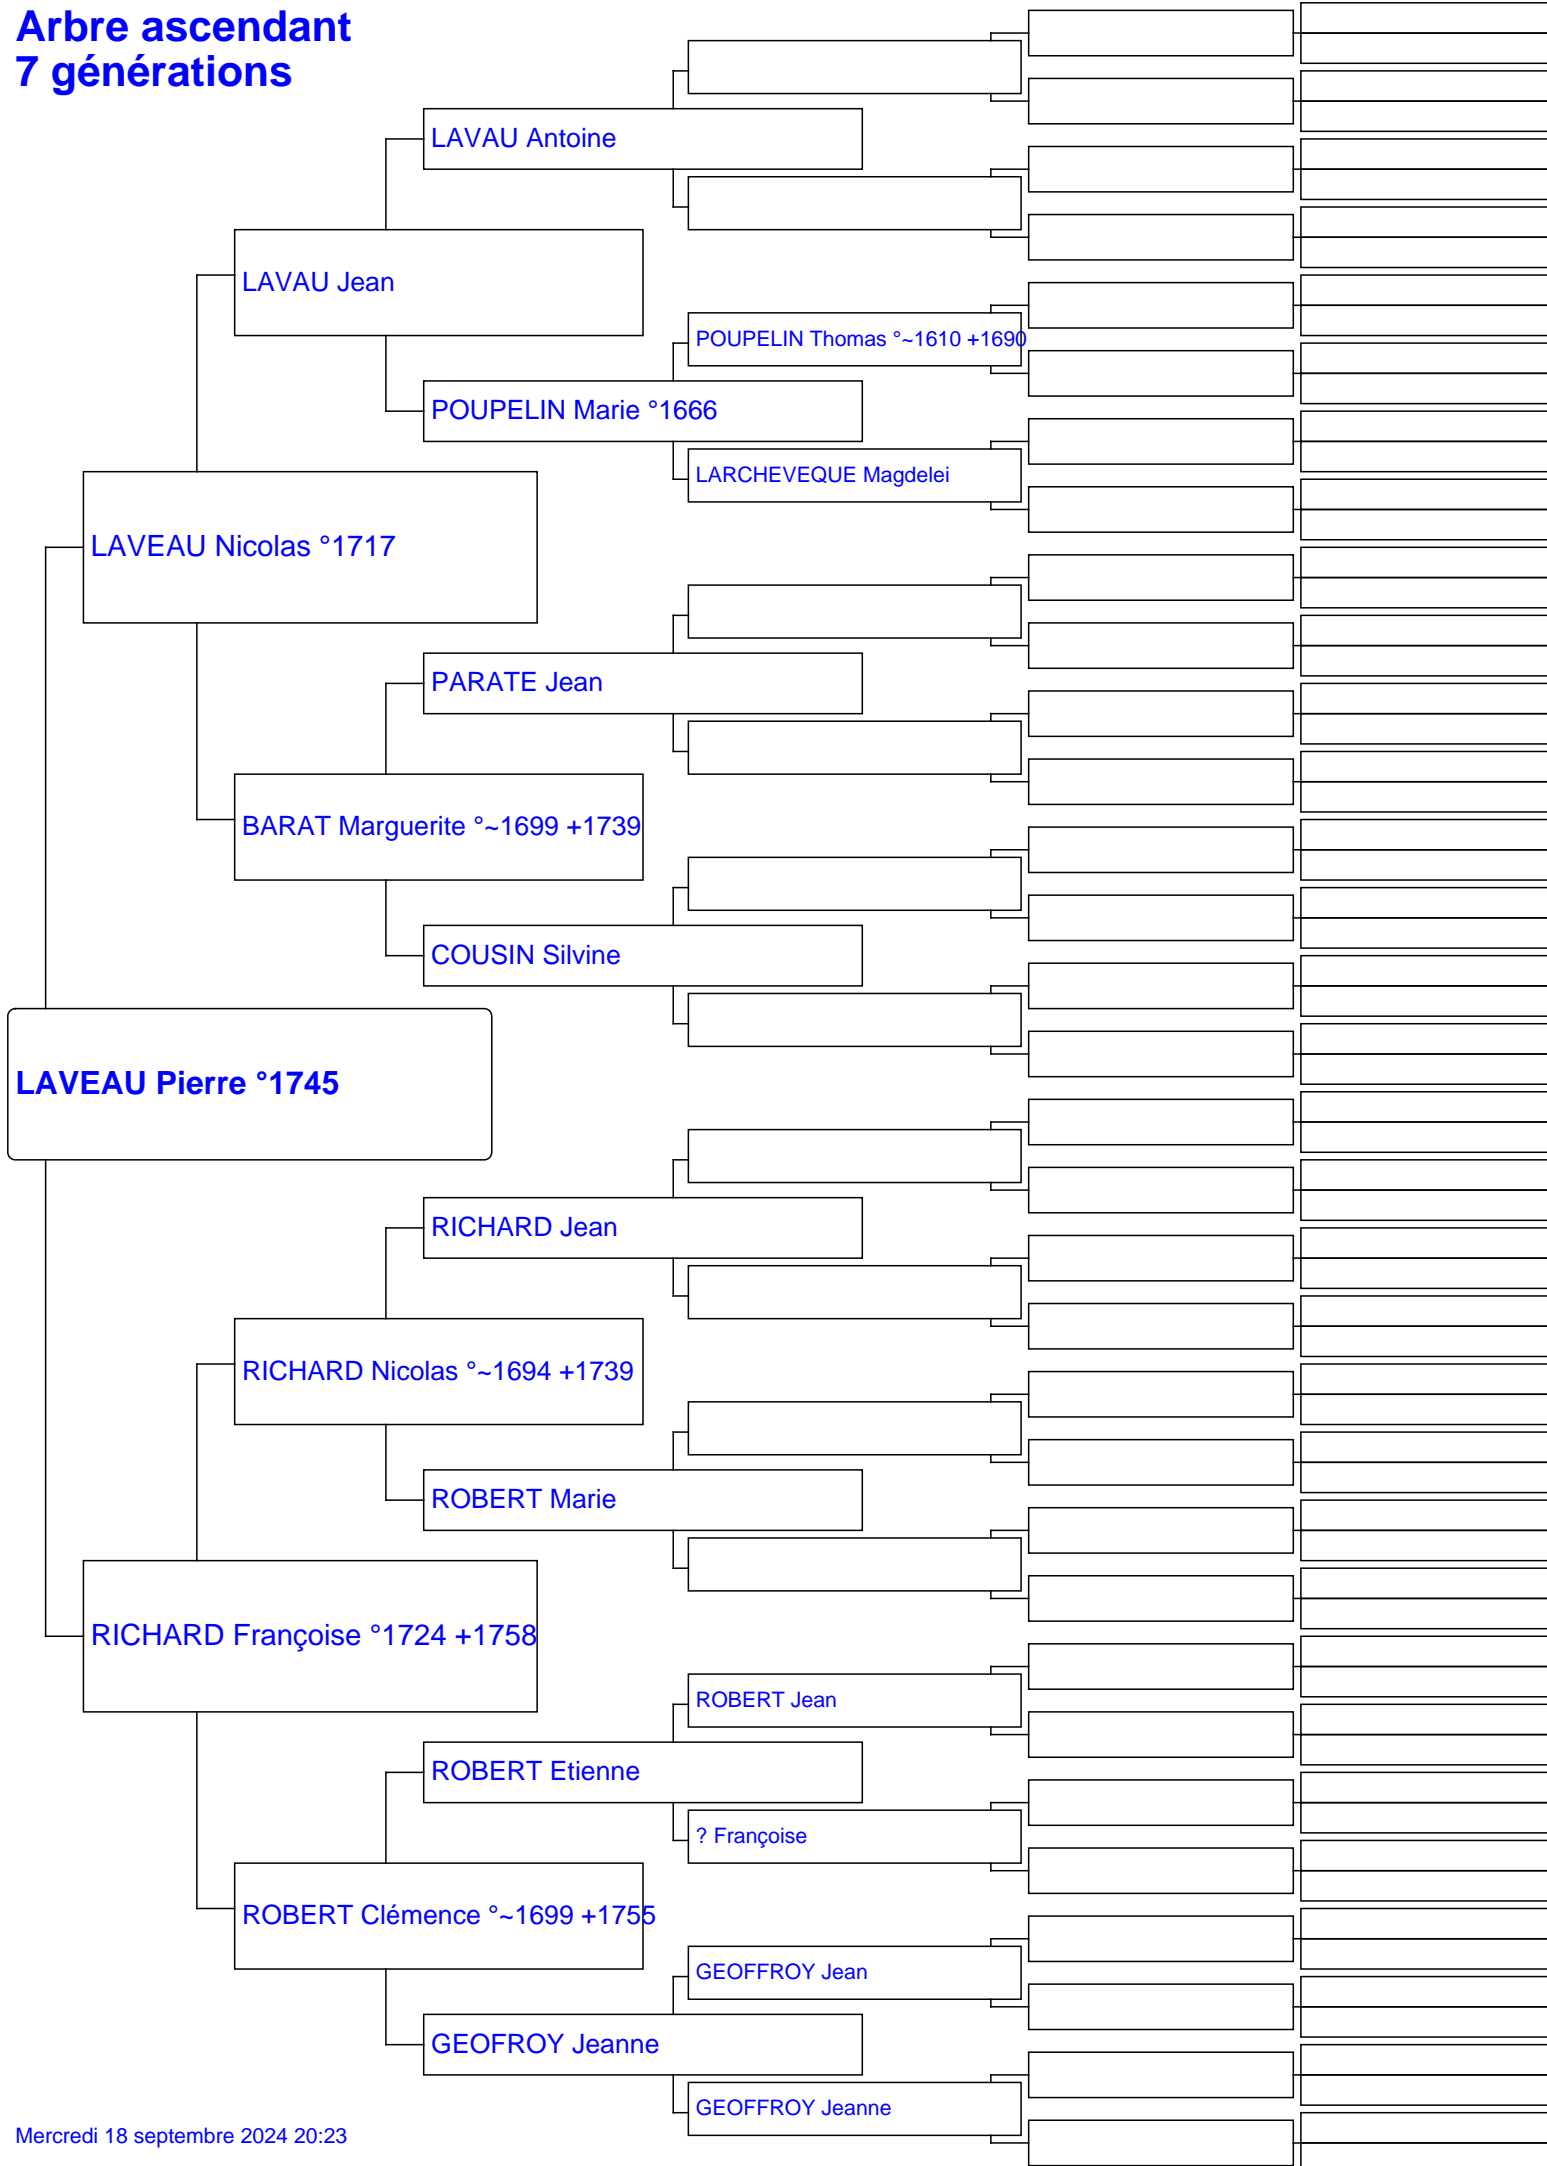 Arbre ascendant
7 générations
LAVAU Antoine
LAVAU Jean
POUPELIN Thomas °~1610 +1690
POUPELIN Marie °1666
LARCHEVEQUE Magdelei
LAVEAU Nicolas °1717
PARATE Jean
BARAT Marguerite °~1699 +1739
COUSIN Silvine
LAVEAU Pierre °1745
RICHARD Jean
RICHARD Nicolas °~1694 +1739
ROBERT Marie
RICHARD Françoise °1724 +1758
ROBERT Jean
ROBERT Etienne
? Françoise
ROBERT Clémence °~1699 +1755
GEOFFROY Jean
GEOFROY Jeanne
GEOFFROY Jeanne
Mercredi 18 septembre 2024 20:23